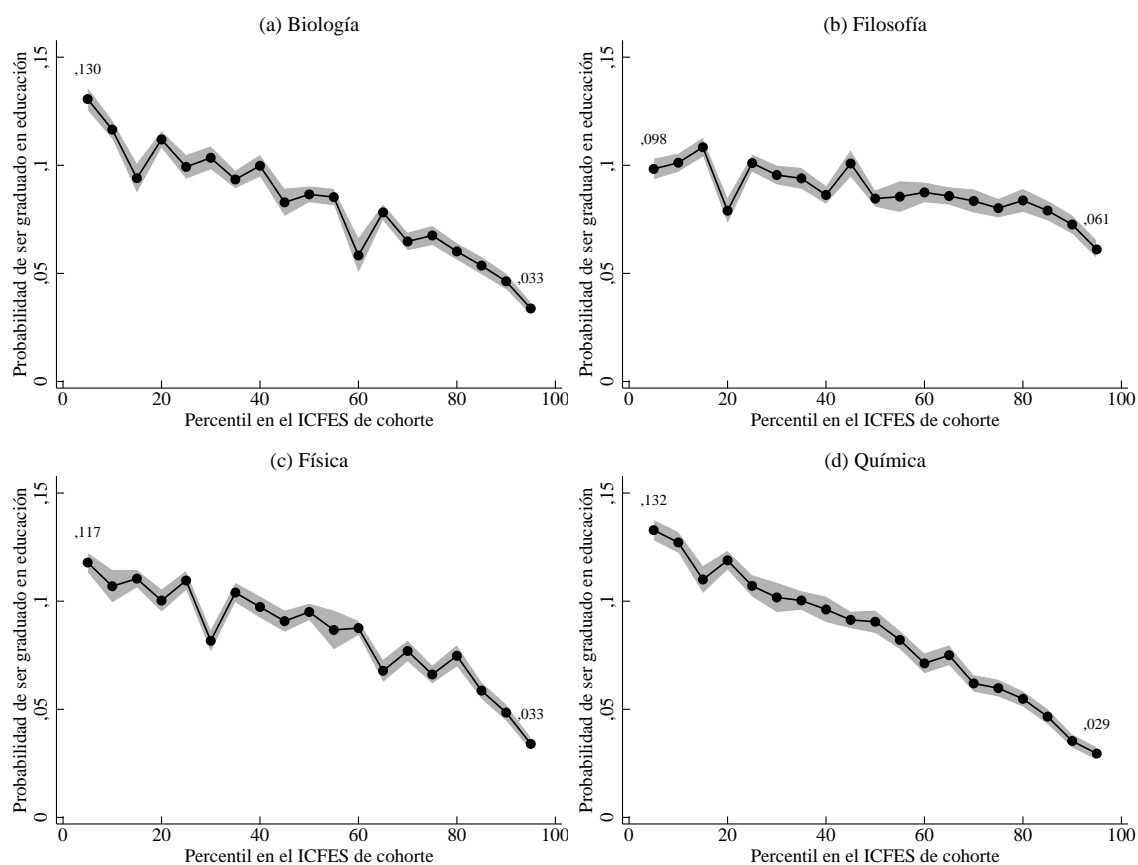 (a) Biología
Probabilidad de ser graduado en educación
0 ,05 ,1 ,15
,130
,033
0 20 40 60 80 100
Percentil en el ICFES de cohorte
(b) Filosofía
Probabilidad de ser graduado en educación
0 ,05 ,1 ,15
,098
,061
0 20 40 60 80 100
Percentil en el ICFES de cohorte
(c) Física
Probabilidad de ser graduado en educación
0 ,05 ,1 ,15
,117
,033
0 20 40 60 80 100
Percentil en el ICFES de cohorte
(d) Química
Probabilidad de ser graduado en educación
0 ,05 ,1 ,15
,132
,029
0 20 40 60 80 100
Percentil en el ICFES de cohorte